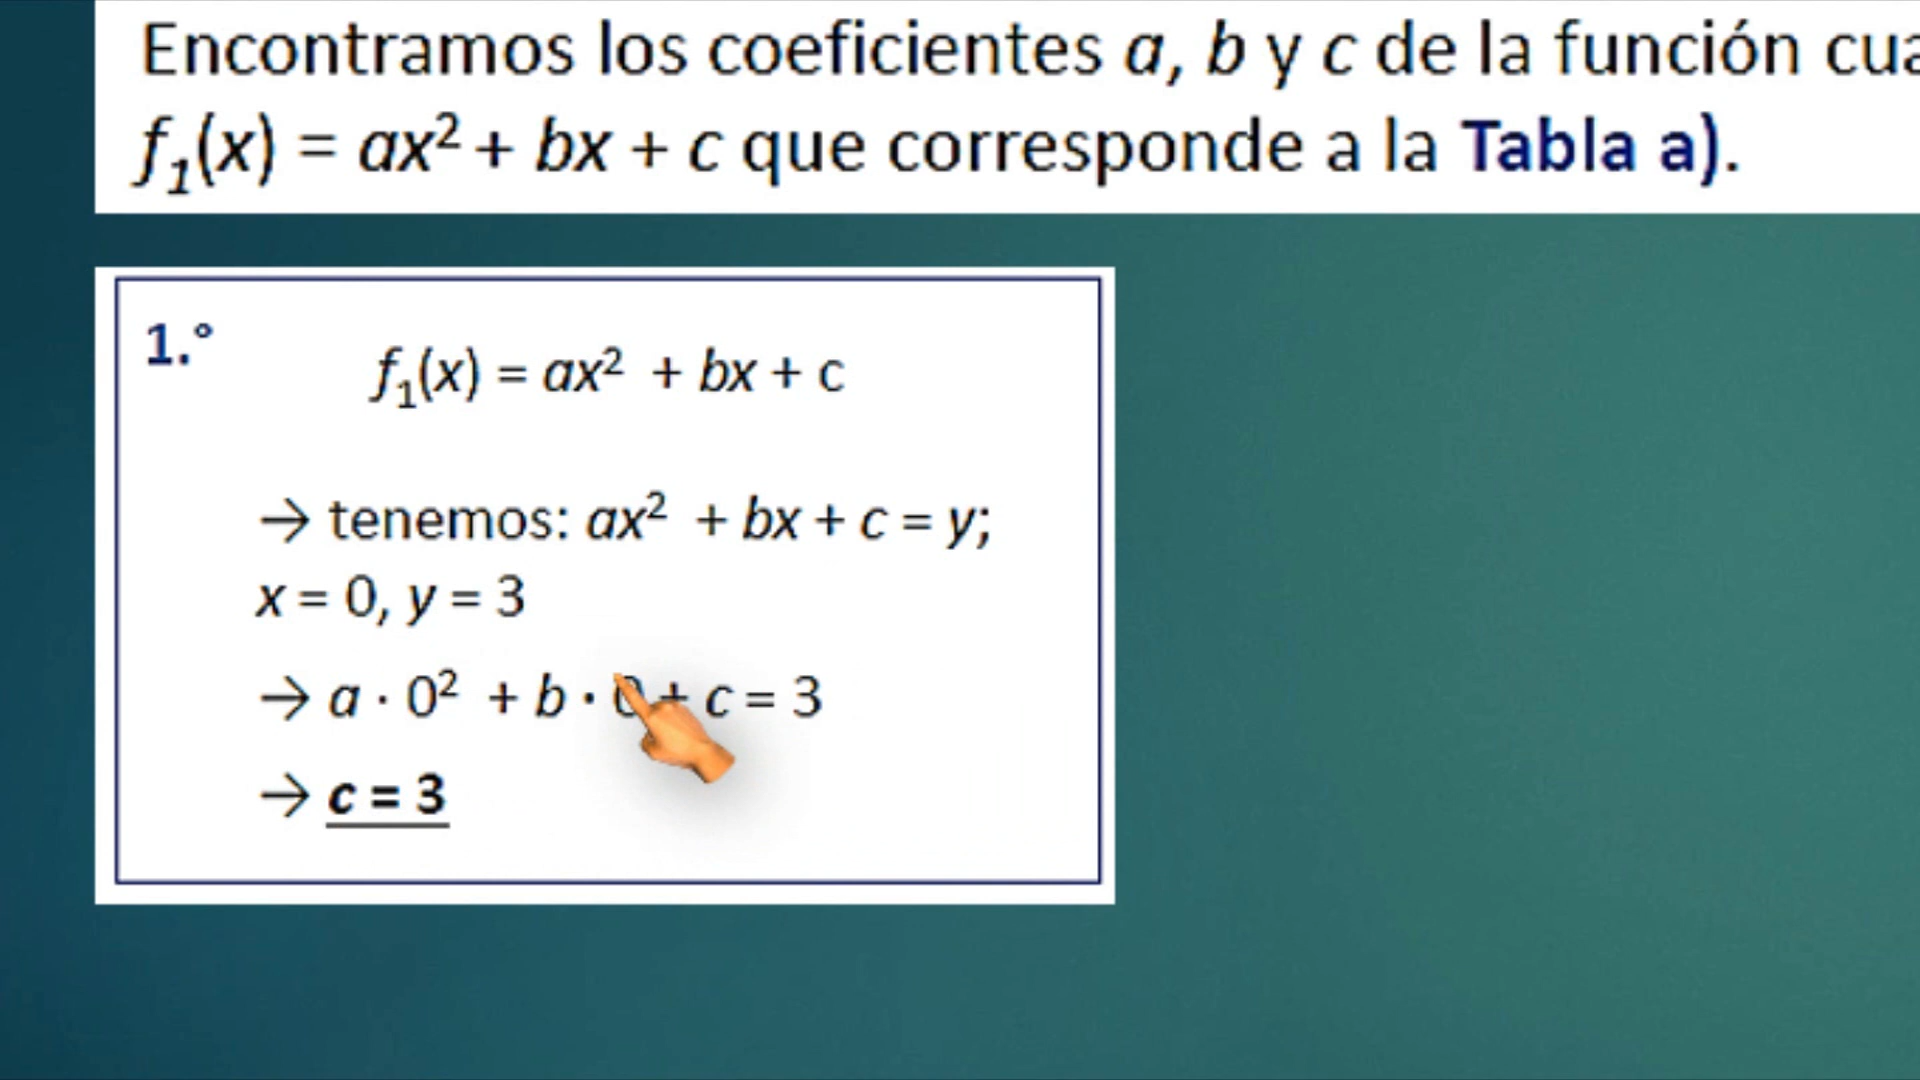 Encontramos los coeficientes a, b y c de la función
f₁(x) = ax² + bx + c que corresponde a la Tabla a).
1.°
f₁(x) = ax² + bx + c
→ tenemos: ax² + bx + c = y;
x = 0, y = 3
→ a · 0² + b · 0 + c = 3
→ c = 3